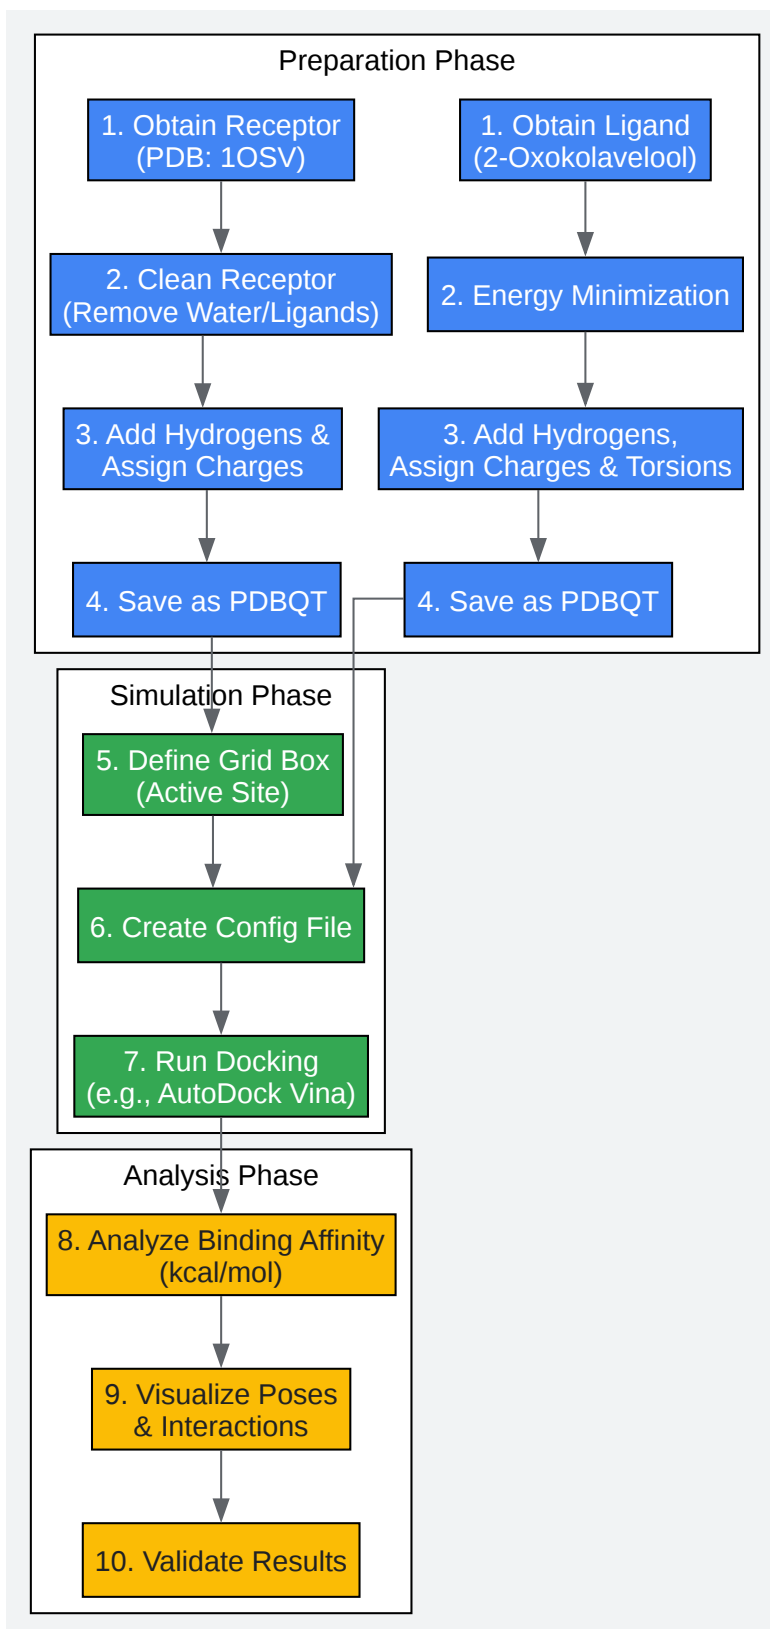 Preparation Phase
1. Obtain Receptor
(PDB: 1OSV)
1. Obtain Ligand
(2-Oxokolavelool)
2. Clean Receptor
(Remove Water/Ligands)
2. Energy Minimization
3. Add Hydrogens &
Assign Charges
3. Add Hydrogens,
Assign Charges & Torsions
4. Save as PDBQT
4. Save as PDBQT
Simulation Phase
5. Define Grid Box
(Active Site)
6. Create Config File
7. Run Docking
(e.g., AutoDock Vina)
Analysis Phase
8. Analyze Binding Affinity
(kcal/mol)
9. Visualize Poses
& Interactions
10. Validate Results